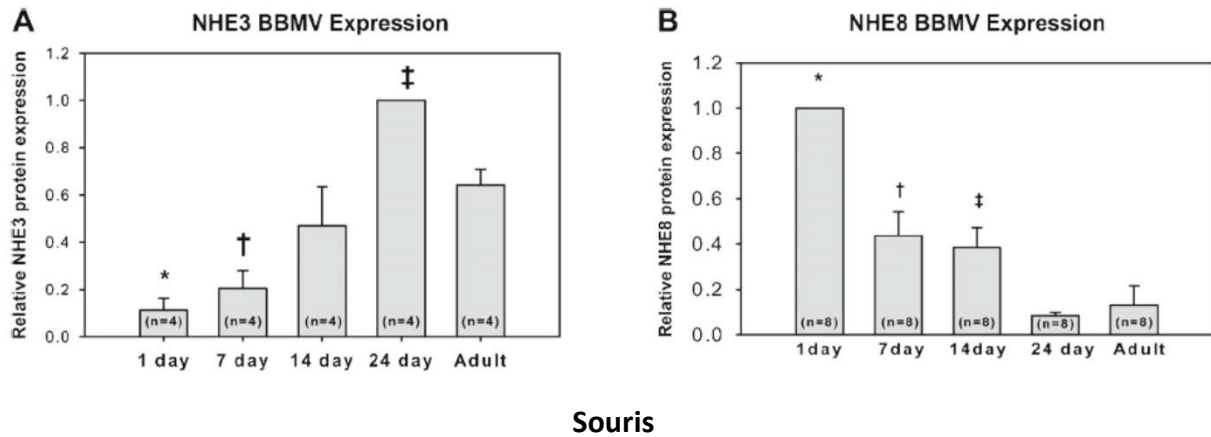 A
NHE3 BBMV Expression
Relative NHE3 protein expression
1.2
1.0
0.8
0.6
0.4
0.2
0.0
*
†
‡
(n=4) (n=4) (n=4) (n=4) (n=4)
1 day 7 day 14 day 24 day Adult
B
NHE8 BBMV Expression
Relative NHE8 protein expression
1.2
1.0
0.8
0.6
0.4
0.2
0.0
*
†
‡
(n=8) (n=8) (n=8) (n=8) (n=8)
1day 7day 14day 24 day Adult
Souris